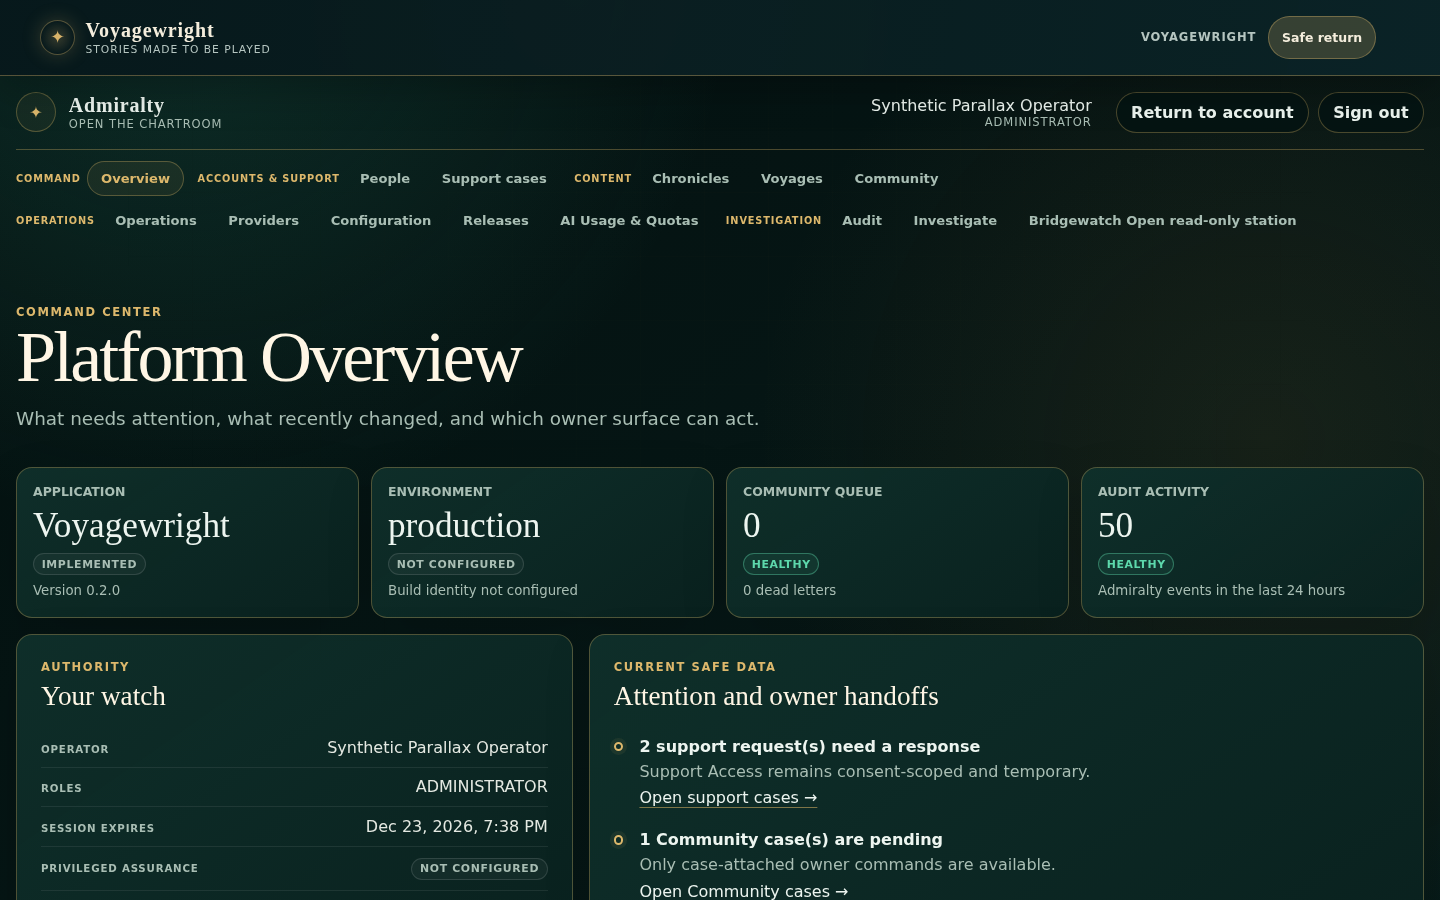 Voyagewright
STORIES MADE TO BE PLAYED
VOYAGEWRIGHT
Safe return
Admiralty
OPEN THE CHARTROOM
Synthetic Parallax Operator
ADMINISTRATOR
Return to account
Sign out
COMMAND Overview ACCOUNTS & SUPPORT People Support cases CONTENT Chronicles Voyages Community
OPERATIONS Operations Providers Configuration Releases AI Usage & Quotas INVESTIGATION Audit Investigate Bridgewatch Open read-only station
COMMAND CENTER
Platform Overview
What needs attention, what recently changed, and which owner surface can act.
APPLICATION
Voyagewright
IMPLEMENTED
Version 0.2.0
ENVIRONMENT
production
NOT CONFIGURED
Build identity not configured
COMMUNITY QUEUE
0
HEALTHY
0 dead letters
AUDIT ACTIVITY
50
HEALTHY
Admiralty events in the last 24 hours
AUTHORITY
Your watch
OPERATOR Synthetic Parallax Operator
ROLES ADMINISTRATOR
SESSION EXPIRES Dec 23, 2026, 7:38 PM
PRIVILEGED ASSURANCE NOT CONFIGURED
CURRENT SAFE DATA
Attention and owner handoffs
2 support request(s) need a response
Support Access remains consent-scoped and temporary.
Open support cases →
1 Community case(s) are pending
Only case-attached owner commands are available.
Open Community cases →